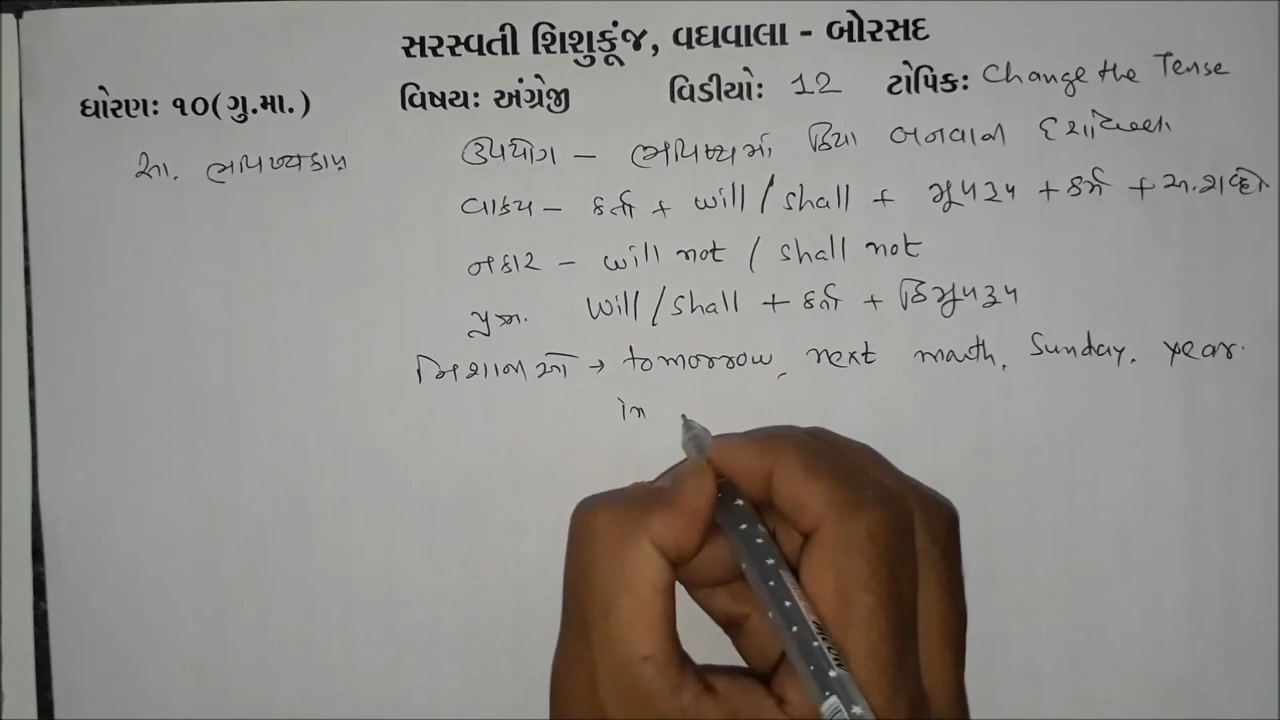 સરસ્વતી શિશુકુંજ, વઘવાલા - બોરસદ
ધોરણઃ ૧૦(ગુ.મા.) વિષયઃ અંગ્રેજી વિડીયોઃ 12 ટોપિકઃ Change the Tense
સા. ભવિષ્યકાળ
ઉપયોગ – ભવિષ્યમાં ક્રિયા બનવાની દર્શાવવા
વાક્ય – કર્તા + will / shall + મૂળરૂપ + કર્મ + અ.શબ્દો
નકાર – will not / shall not
પ્રશ્ન. Will / shall + કર્તા + ક્રિમૂળરૂપ
નિશાનીઓ → tomorrow, next month, Sunday, year.
in